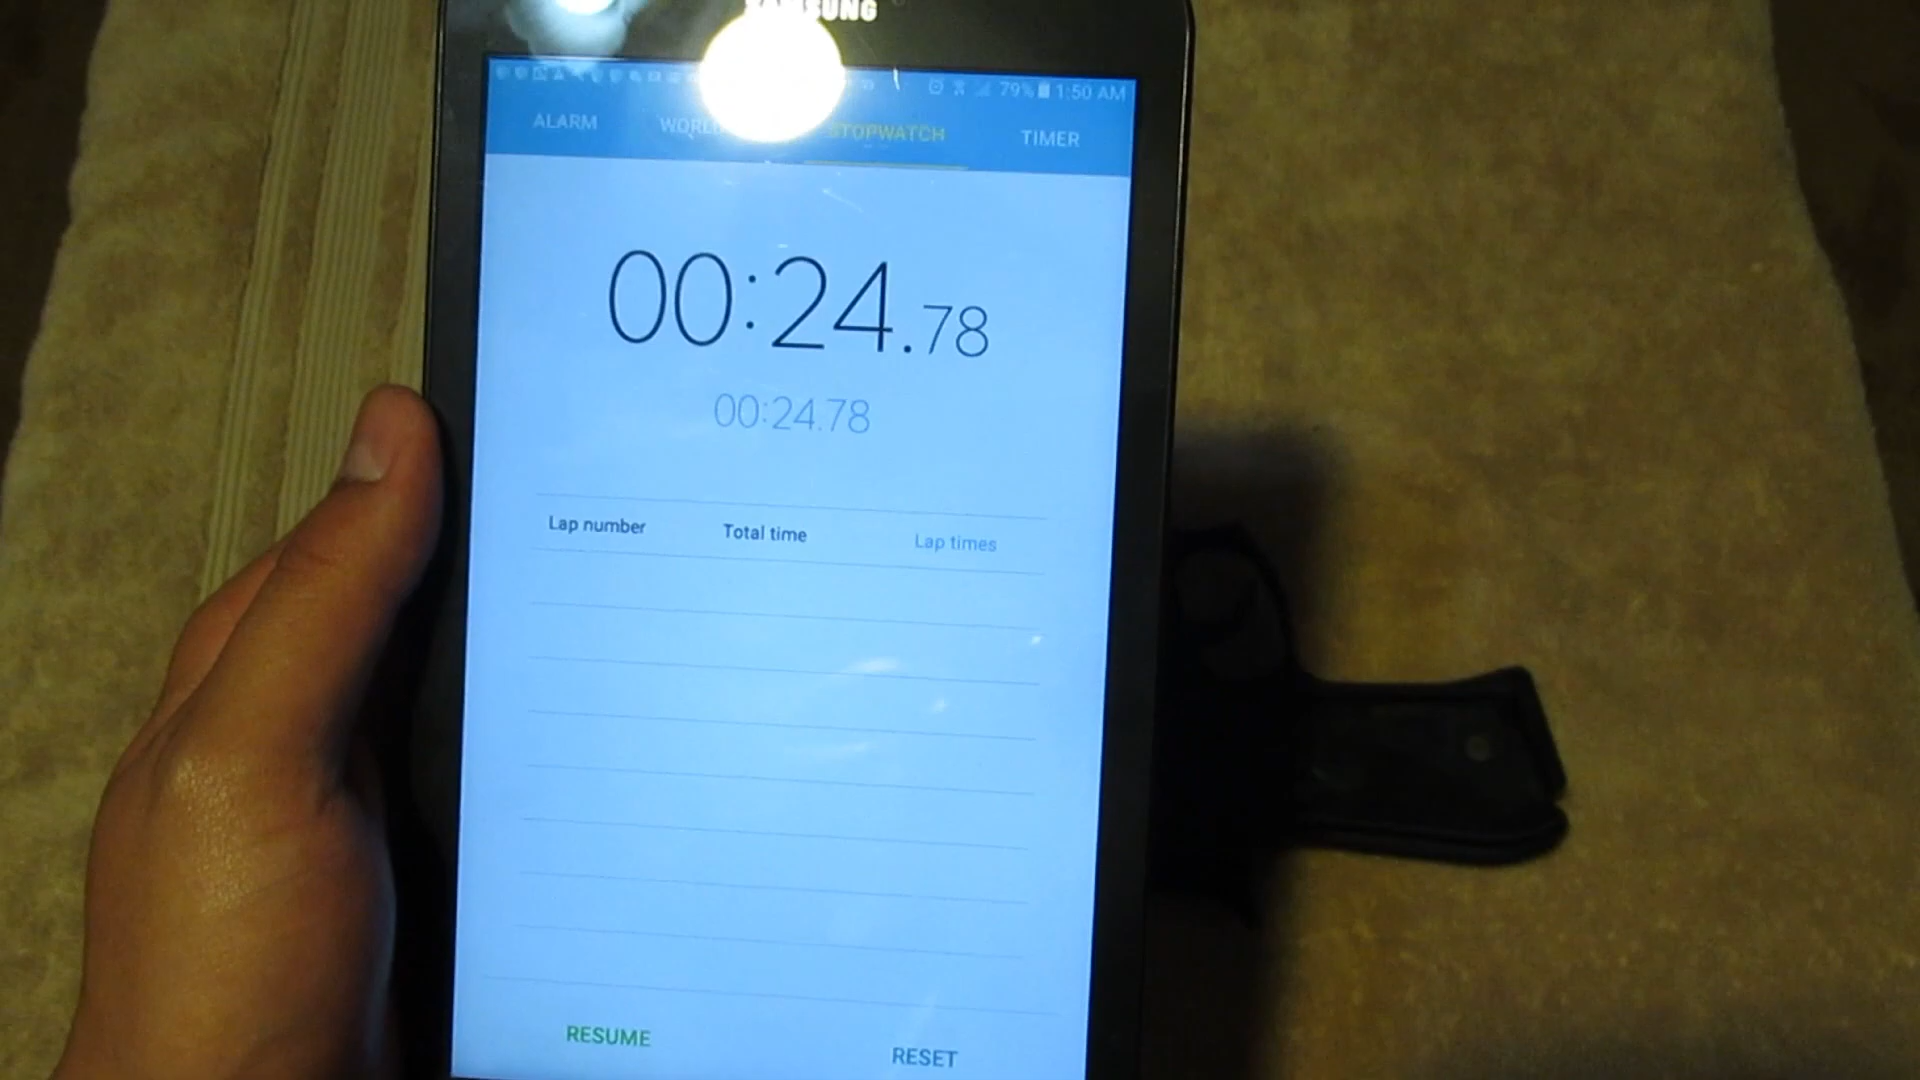 SAMSUNG
79% 1:50 AM
ALARM STOPWATCH TIMER
00:24.78
00:24.78
Lap number Total time Lap times
RESUME RESET